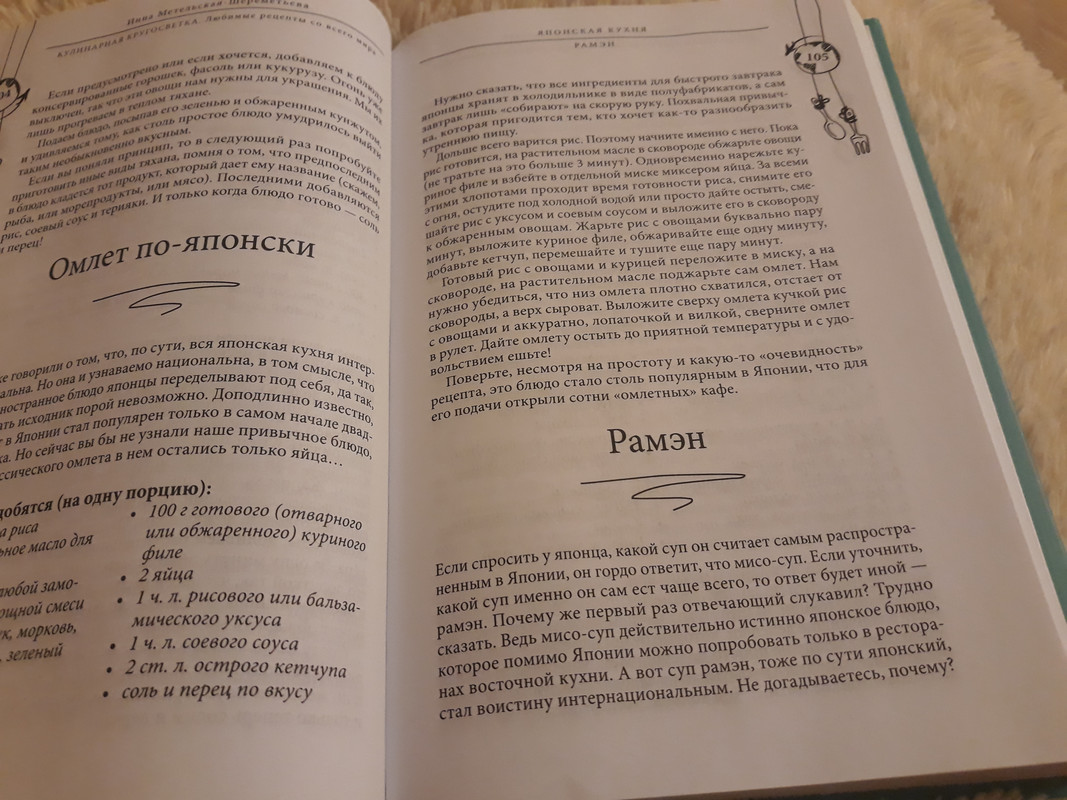 Инна Метельская-Шереметьева
КУЛИНАРНАЯ КРУГОСВЕТКА. Любимые рецепты со всего мира
Если предусмотрено или если хочется, добавляем к блюду
консервированные горошек, фасоль или кукурузу. Огонь уже
выключен, так что эти овощи нам нужны для украшения. Мы их
лишь прогреваем в теплом тяхане.
Подаем блюдо, посыпав его зеленью и обжаренным кунжутом,
и удивляемся тому, как столь простое блюдо умудрилось выйти
таким необыкновенно вкусным.
Если вы поняли принцип, то в следующий раз попробуйте
приготовить иные виды тяхана, помня о том, что предпоследним
в блюдо кладется тот продукт, который дает ему название (скажем,
рыба, или морепродукты, или мясо). Последними добавляются
рис, соевый соус и терияки. И только когда блюдо готово — соль
и перец!
Омлет по-японски
говорили о том, что, по сути, вся японская кухня интер-
Но она и узнаваемо национальна, в том смысле, что
блюдо японцы переделывают под себя, да так,
исходник порой невозможно. Доподлинно известно,
в Японии стал популярен только в самом начале двад-
Но сейчас вы бы не узнали наше привычное блюдо,
омлета в нем остались только яйца…
(на одну порцию):
риса
масло для
любой замо-
смеси
морковь,
зеленый
• 100 г готового (отварного
или обжаренного) куриного
филе
• 2 яйца
• 1 ч. л. рисового или бальза-
мического уксуса
• 1 ч. л. соевого соуса
• 2 ст. л. острого кетчупа
• соль и перец по вкусу
ЯПОНСКАЯ КУХНЯ
РАМЭН
105
Нужно сказать, что все ингредиенты для быстрого завтрака
японцы хранят в холодильнике в виде полуфабрикатов, а сам
завтрак лишь «собирают» на скорую руку. Похвальная привыч-
ка, которая пригодится тем, кто хочет как-то разнообразить
утреннюю пищу.
Дольше всего варится рис. Поэтому начните именно с него. Пока
рис готовится, на растительном масле в сковороде обжарьте овощи
(не тратьте на это больше 3 минут). Одновременно нарежьте ку-
риное филе и взбейте в отдельной миске миксером яйца. За всеми
этими хлопотами проходит время готовности риса, снимите его
с огня, остудите под холодной водой или просто дайте остыть, сме-
шайте рис с уксусом и соевым соусом и выложите его в сковороду
к обжаренным овощам. Жарьте рис с овощами буквально пару
минут, выложите куриное филе, обжаривайте еще одну минуту,
добавьте кетчуп, перемешайте и тушите еще пару минут.
Готовый рис с овощами и курицей переложите в миску, а на
сковороде, на растительном масле поджарьте сам омлет. Нам
нужно убедиться, что низ омлета плотно схватился, отстает от
сковороды, а верх сыроват. Выложите сверху омлета кучкой рис
с овощами и аккуратно, лопаточкой и вилкой, сверните омлет
в рулет. Дайте омлету остыть до приятной температуры и с удо-
вольствием ешьте!
Поверьте, несмотря на простоту и какую-то «очевидность»
рецепта, это блюдо стало столь популярным в Японии, что для
его подачи открыли сотни «омлетных» кафе.
Рамэн
Если спросить у японца, какой суп он считает самым распростра-
ненным в Японии, он гордо ответит, что мисо-суп. Если уточнить,
какой суп именно он сам ест чаще всего, то ответ будет иной —
рамэн. Почему же первый раз отвечающий слукавил? Трудно
сказать. Ведь мисо-суп действительно истинно японское блюдо,
которое помимо Японии можно попробовать только в рестора-
нах восточной кухни. А вот суп рамэн, тоже по сути японский,
стал воистину интернациональным. Не догадываетесь, почему?